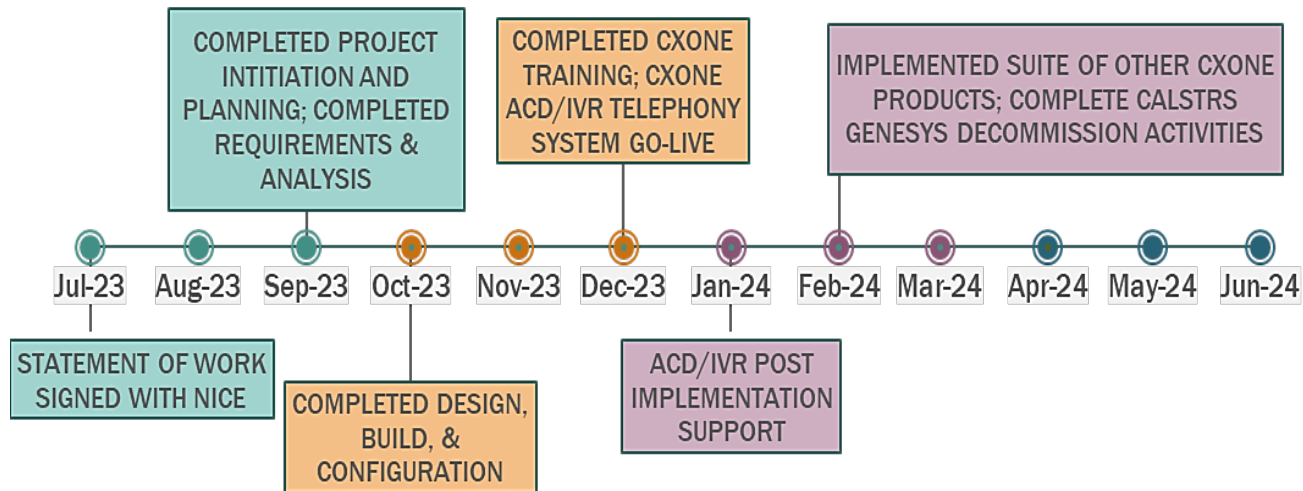 COMPLETED PROJECT
INTITIATION AND
PLANNING; COMPLETED
REQUIREMENTS &
ANALYSIS
COMPLETED CXONE
TRAINING; CXONE
ACD/IVR TELEPHONY
SYSTEM GO-LIVE
IMPLEMENTED SUITE OF OTHER CXONE
PRODUCTS; COMPLETE CALSTRS
GENESYS DECOMMISSION ACTIVITIES
Jul-23 Aug-23 Sep-23 Oct-23 Nov-23 Dec-23 Jan-24 Feb-24 Mar-24 Apr-24 May-24 Jun-24
STATEMENT OF WORK
SIGNED WITH NICE
COMPLETED DESIGN,
BUILD, &
CONFIGURATION
ACD/IVR POST
IMPLEMENTATION
SUPPORT